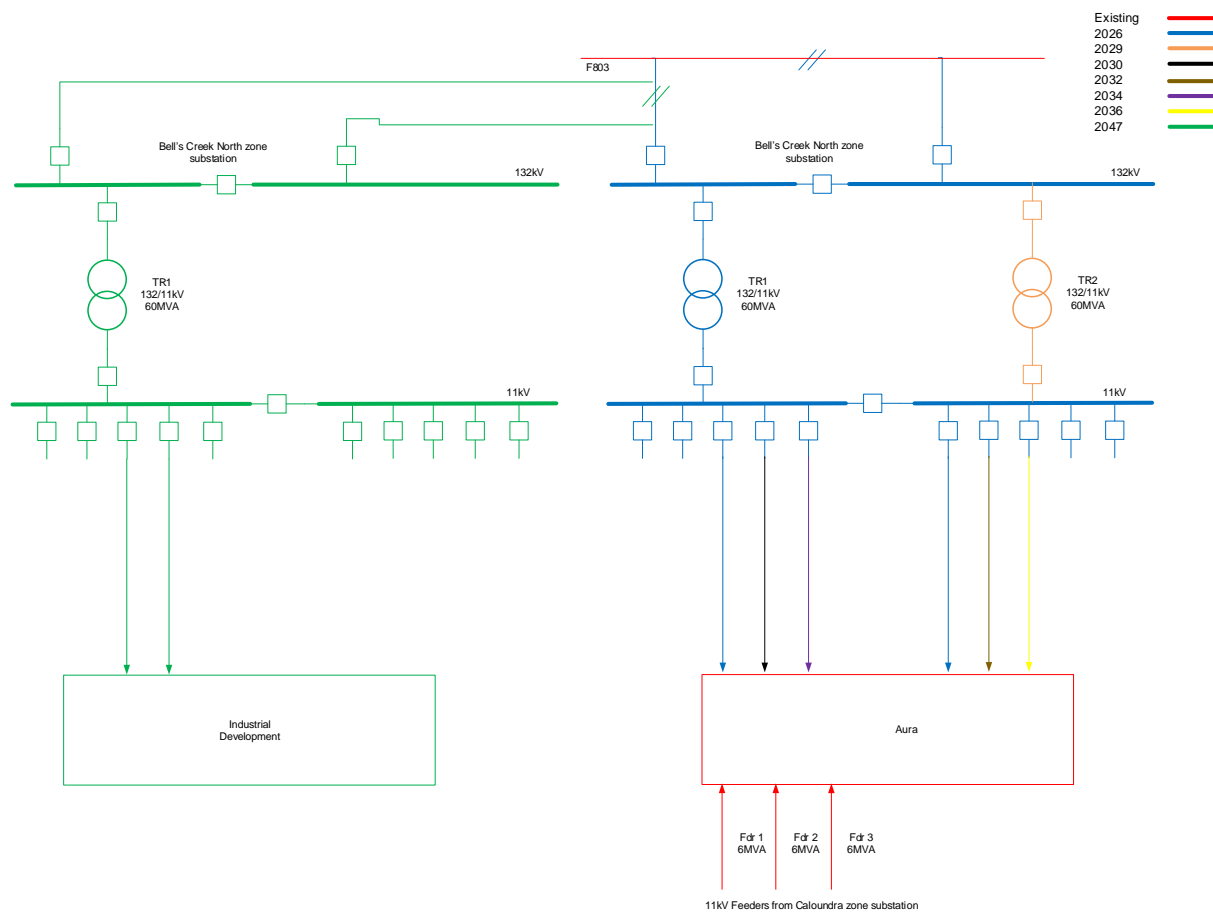 Existing
2026
2029
2030
2032
2034
2036
2047
F803
Bell's Creek North zone
substation
132kV
Bell's Creek North zone
substation
132kV
TR1
132/11kV
60MVA
TR1
132/11kV
60MVA
TR2
132/11kV
60MVA
11kV
11kV
Industrial
Development
Aura
Fdr 1
6MVA
Fdr 2
6MVA
Fdr 3
6MVA
11kV Feeders from Caloundra zone substation